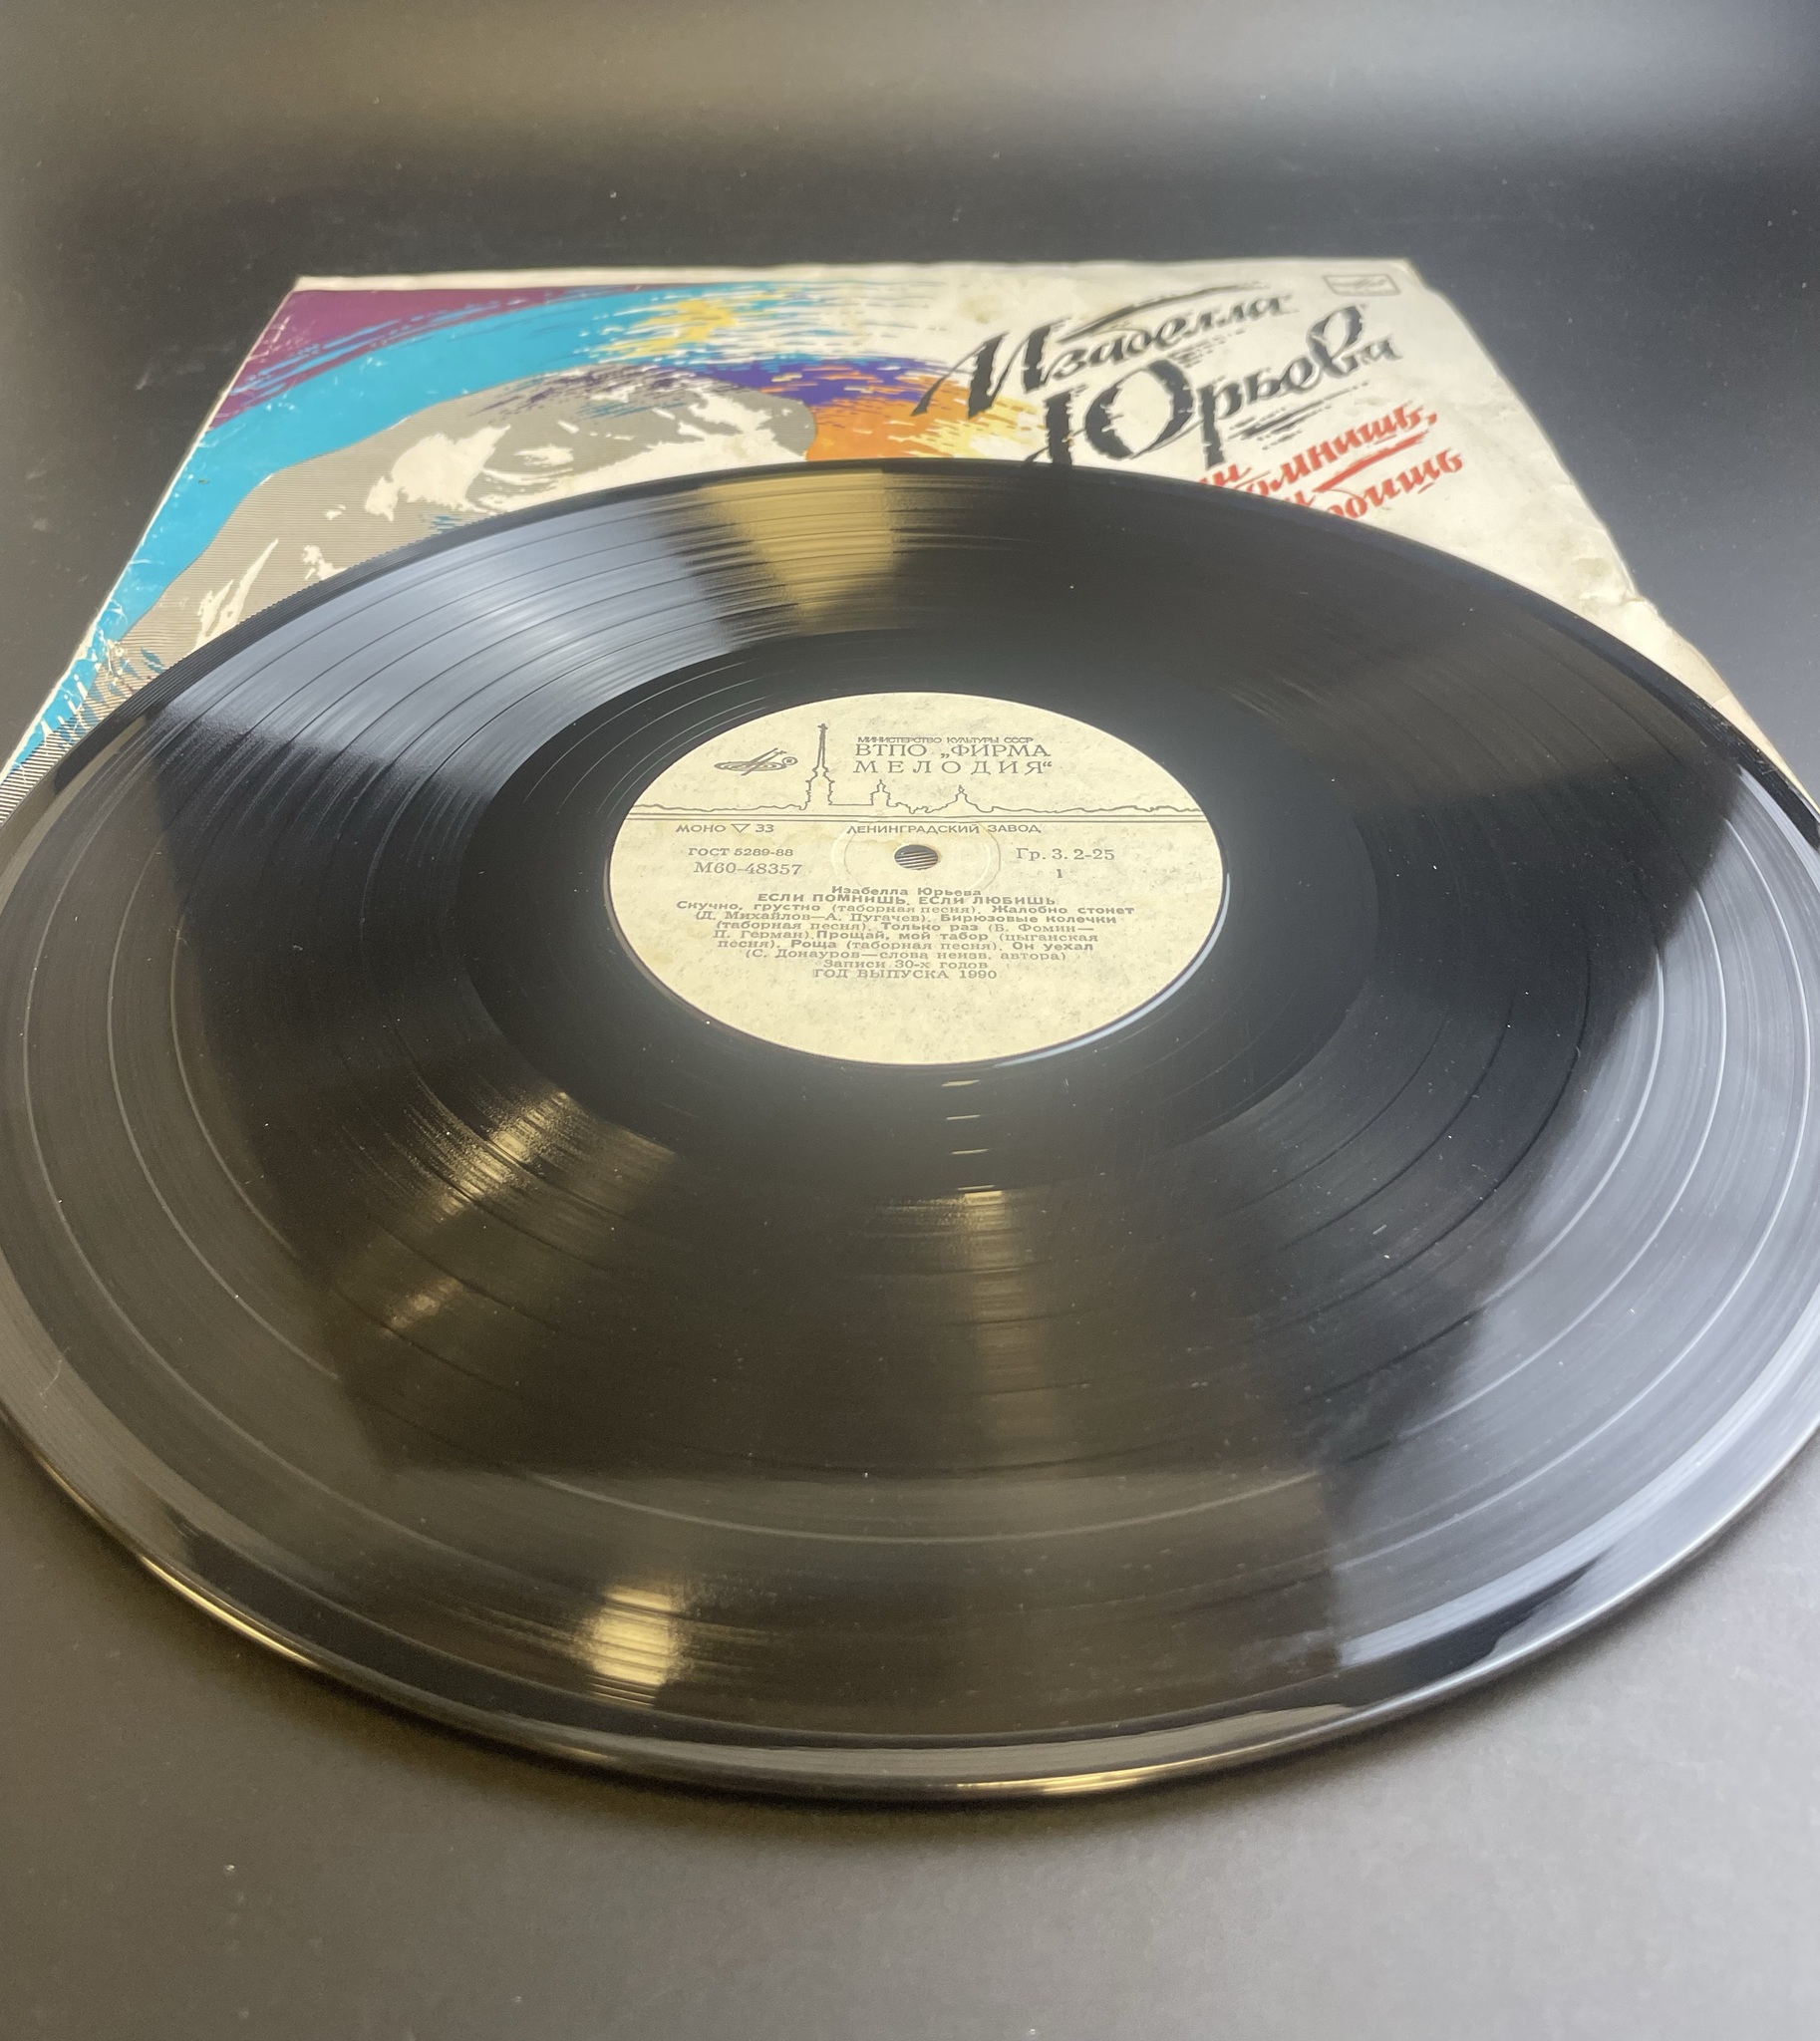 Изабелла
Юрьева
помнишь,
МИНИСТЕРСТВО КУЛЬТУРЫ СССР
ВТПО „ФИРМА
МЕЛОДИЯ“
МОНО ▽ 33
ЛЕНИНГРАДСКИЙ ЗАВОД
ГОСТ 5289-88
Гр. 3. 2-25
М60-48357
1
Изабелла Юрьева
ЕСЛИ ПОМНИШЬ, ЕСЛИ ЛЮБИШЬ
Скучно, грустно (таборная песня). Жалобно стонет
(Д. Михайлов—А. Пугачев). Бирюзовые колечки
(таборная песня). Только раз (Б. Фомин—
П. Герман). Прощай, мой табор (цыганская
песня). Роща (таборная песня). Он уехал
(С. Донауров—слова неизв. автора)
Записи 30-х годов
ГОД ВЫПУСКА 1990